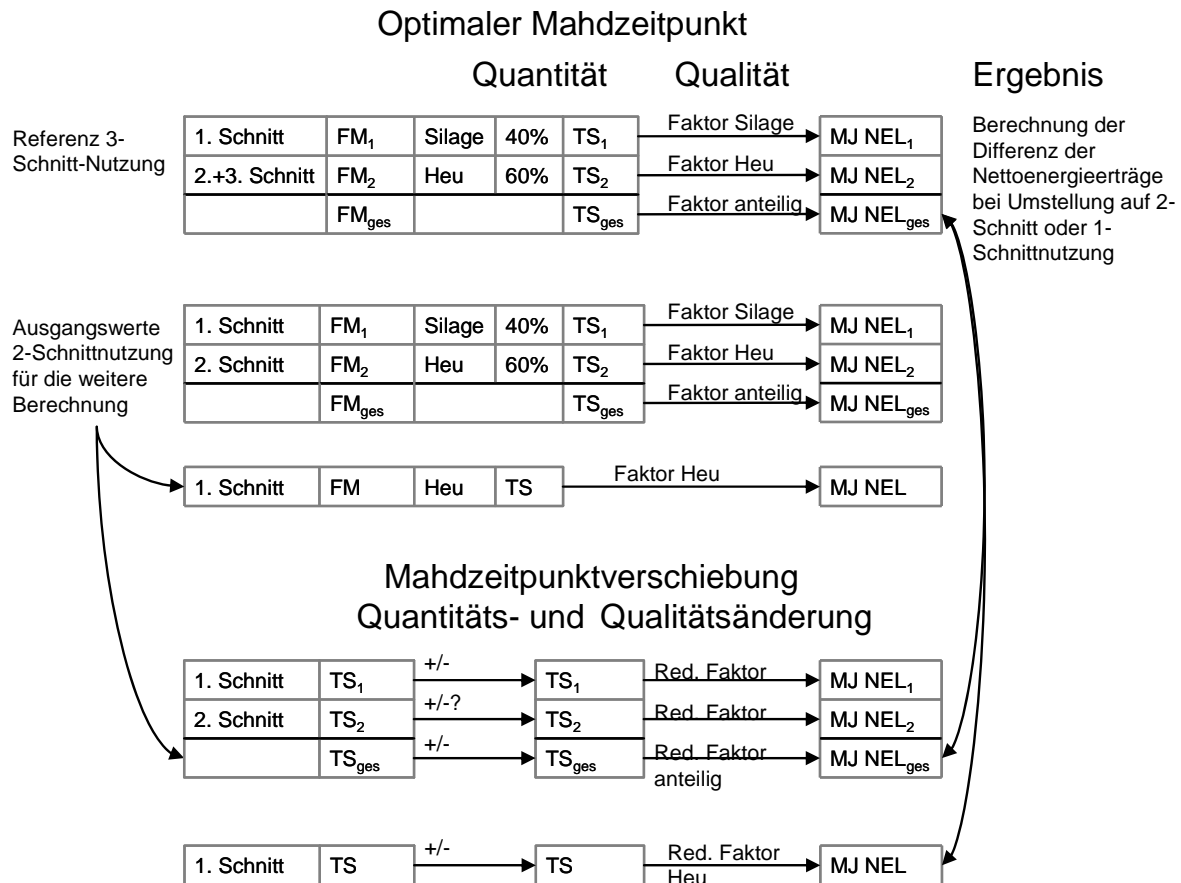 Optimaler Mahdzeitpunkt
Quantität Qualität Ergebnis
Referenz 3-
Schnitt-Nutzung
1. Schnitt FM1 Silage 40% TS1 Faktor Silage MJ NEL1
2.+3. Schnitt FM2 Heu 60% TS2 Faktor Heu MJ NEL2
FMges TSges Faktor anteilig MJ NELges
Berechnung der
Differenz der
Nettoenergieerträge
bei Umstellung auf 2-
Schnitt oder 1-
Schnittnutzung
Ausgangswerte
2-Schnittnutzung
für die weitere
Berechnung
1. Schnitt FM1 Silage 40% TS1 Faktor Silage MJ NEL1
2. Schnitt FM2 Heu 60% TS2 Faktor Heu MJ NEL2
FMges TSges Faktor anteilig MJ NELges
1. Schnitt FM Heu TS Faktor Heu MJ NEL
Mahdzeitpunktverschiebung
Quantitäts- und Qualitätsänderung
1. Schnitt TS1 +/- TS1 Red. Faktor MJ NEL1
2. Schnitt TS2 +/-? TS2 Red. Faktor MJ NEL2
TSges +/- TSges Red. Faktor MJ NELges
anteilig
1. Schnitt TS +/- TS Red. Faktor MJ NEL
Heu